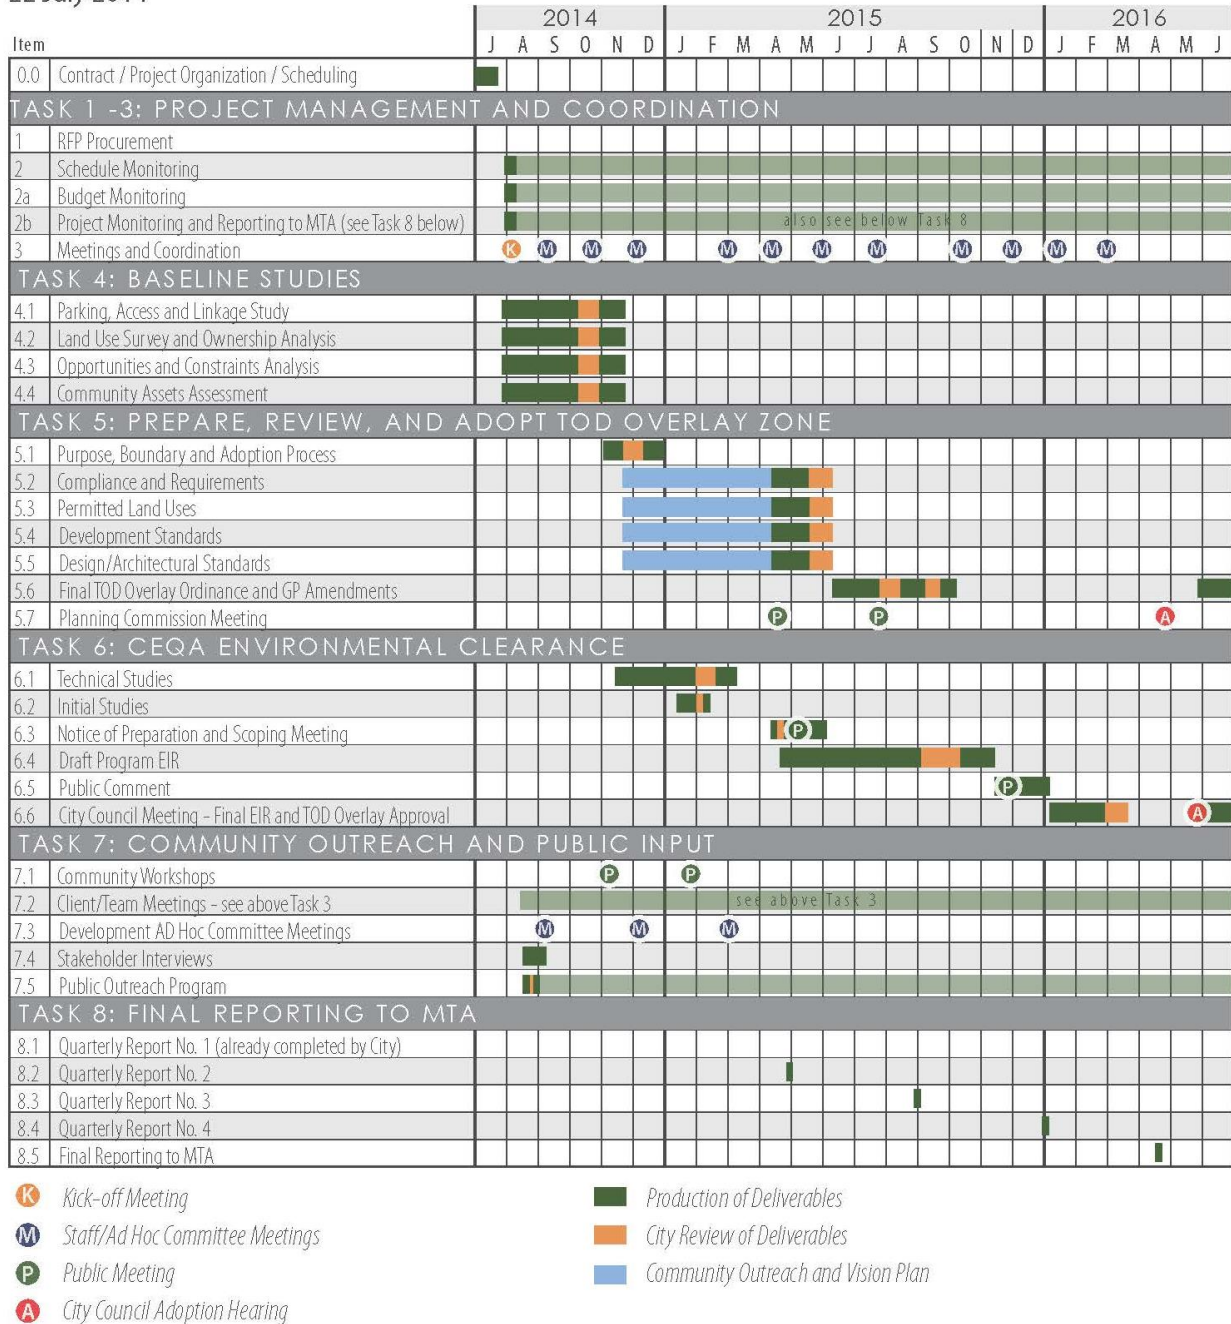 2014 2015 2016
Item J A S O N D J F M A M J J A S O N D J F M A M J
0.0 Contract / Project Organization / Scheduling
TASK 1 -3: PROJECT MANAGEMENT AND COORDINATION
1 RFP Procurement
2 Schedule Monitoring
2a Budget Monitoring
2b Project Monitoring and Reporting to MTA (see Task 8 below) also see below Task 8
3 Meetings and Coordination K M M M M M M M M M M M
TASK 4: BASELINE STUDIES
4.1 Parking, Access and Linkage Study
4.2 Land Use Survey and Ownership Analysis
4.3 Opportunities and Constraints Analysis
4.4 Community Assets Assessment
TASK 5: PREPARE, REVIEW, AND ADOPT TOD OVERLAY ZONE
5.1 Purpose, Boundary and Adoption Process
5.2 Compliance and Requirements
5.3 Permitted Land Uses
5.4 Development Standards
5.5 Design/Architectural Standards
5.6 Final TOD Overlay Ordinance and GP Amendments
5.7 Planning Commission Meeting P P A
TASK 6: CEQA ENVIRONMENTAL CLEARANCE
6.1 Technical Studies
6.2 Initial Studies
6.3 Notice of Preparation and Scoping Meeting P
6.4 Draft Program EIR
6.5 Public Comment P
6.6 City Council Meeting – Final EIR and TOD Overlay Approval A
TASK 7: COMMUNITY OUTREACH AND PUBLIC INPUT
7.1 Community Workshops P P
7.2 Client/Team Meetings – see above Task 3 see above Task 3
7.3 Development AD Hoc Committee Meetings M M M
7.4 Stakeholder Interviews
7.5 Public Outreach Program
TASK 8: FINAL REPORTING TO MTA
8.1 Quarterly Report No. 1 (already completed by City)
8.2 Quarterly Report No. 2
8.3 Quarterly Report No. 3
8.4 Quarterly Report No. 4
8.5 Final Reporting to MTA
K Kick-off Meeting Production of Deliverables
M Staff/Ad Hoc Committee Meetings City Review of Deliverables
P Public Meeting Community Outreach and Vision Plan
A City Council Adoption Hearing